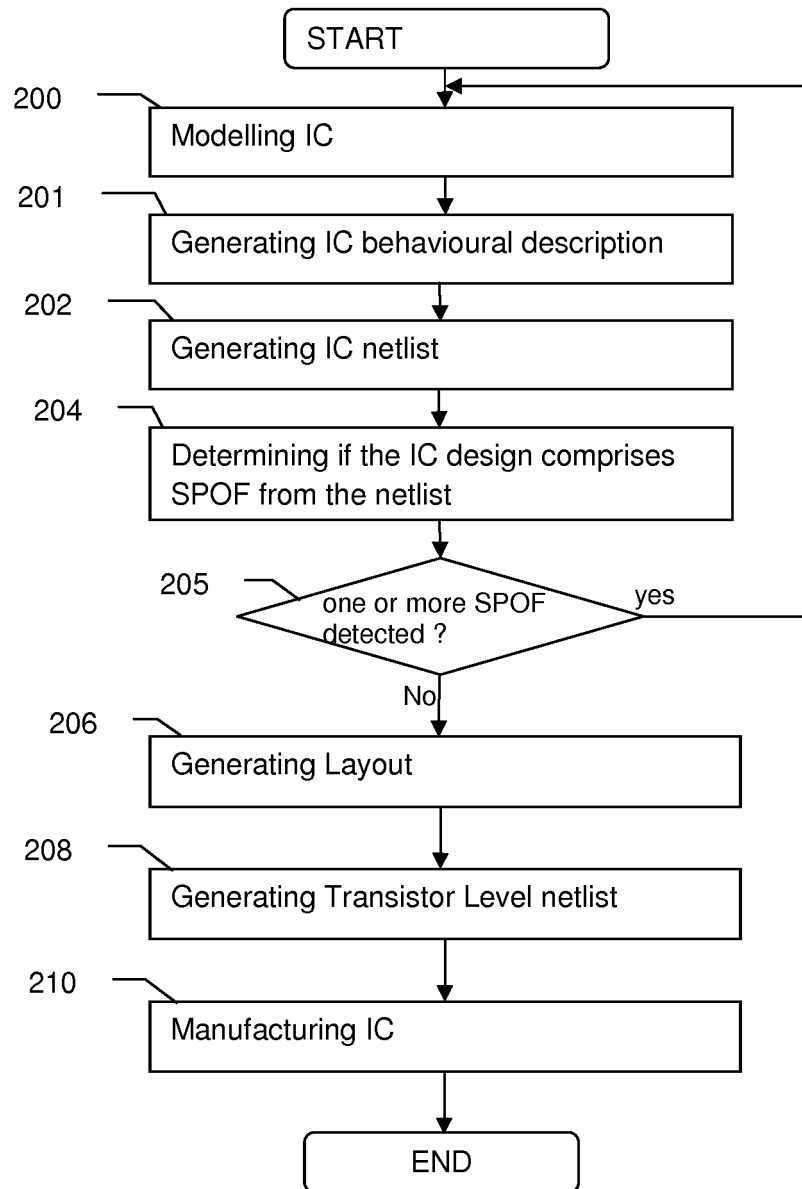 START
200
Modelling IC
201
Generating IC behavioural description
202
Generating IC netlist
204
Determining if the IC design comprises
SPOF from the netlist
205
one or more SPOF
detected ?
yes
No
206
Generating Layout
208
Generating Transistor Level netlist
210
Manufacturing IC
END